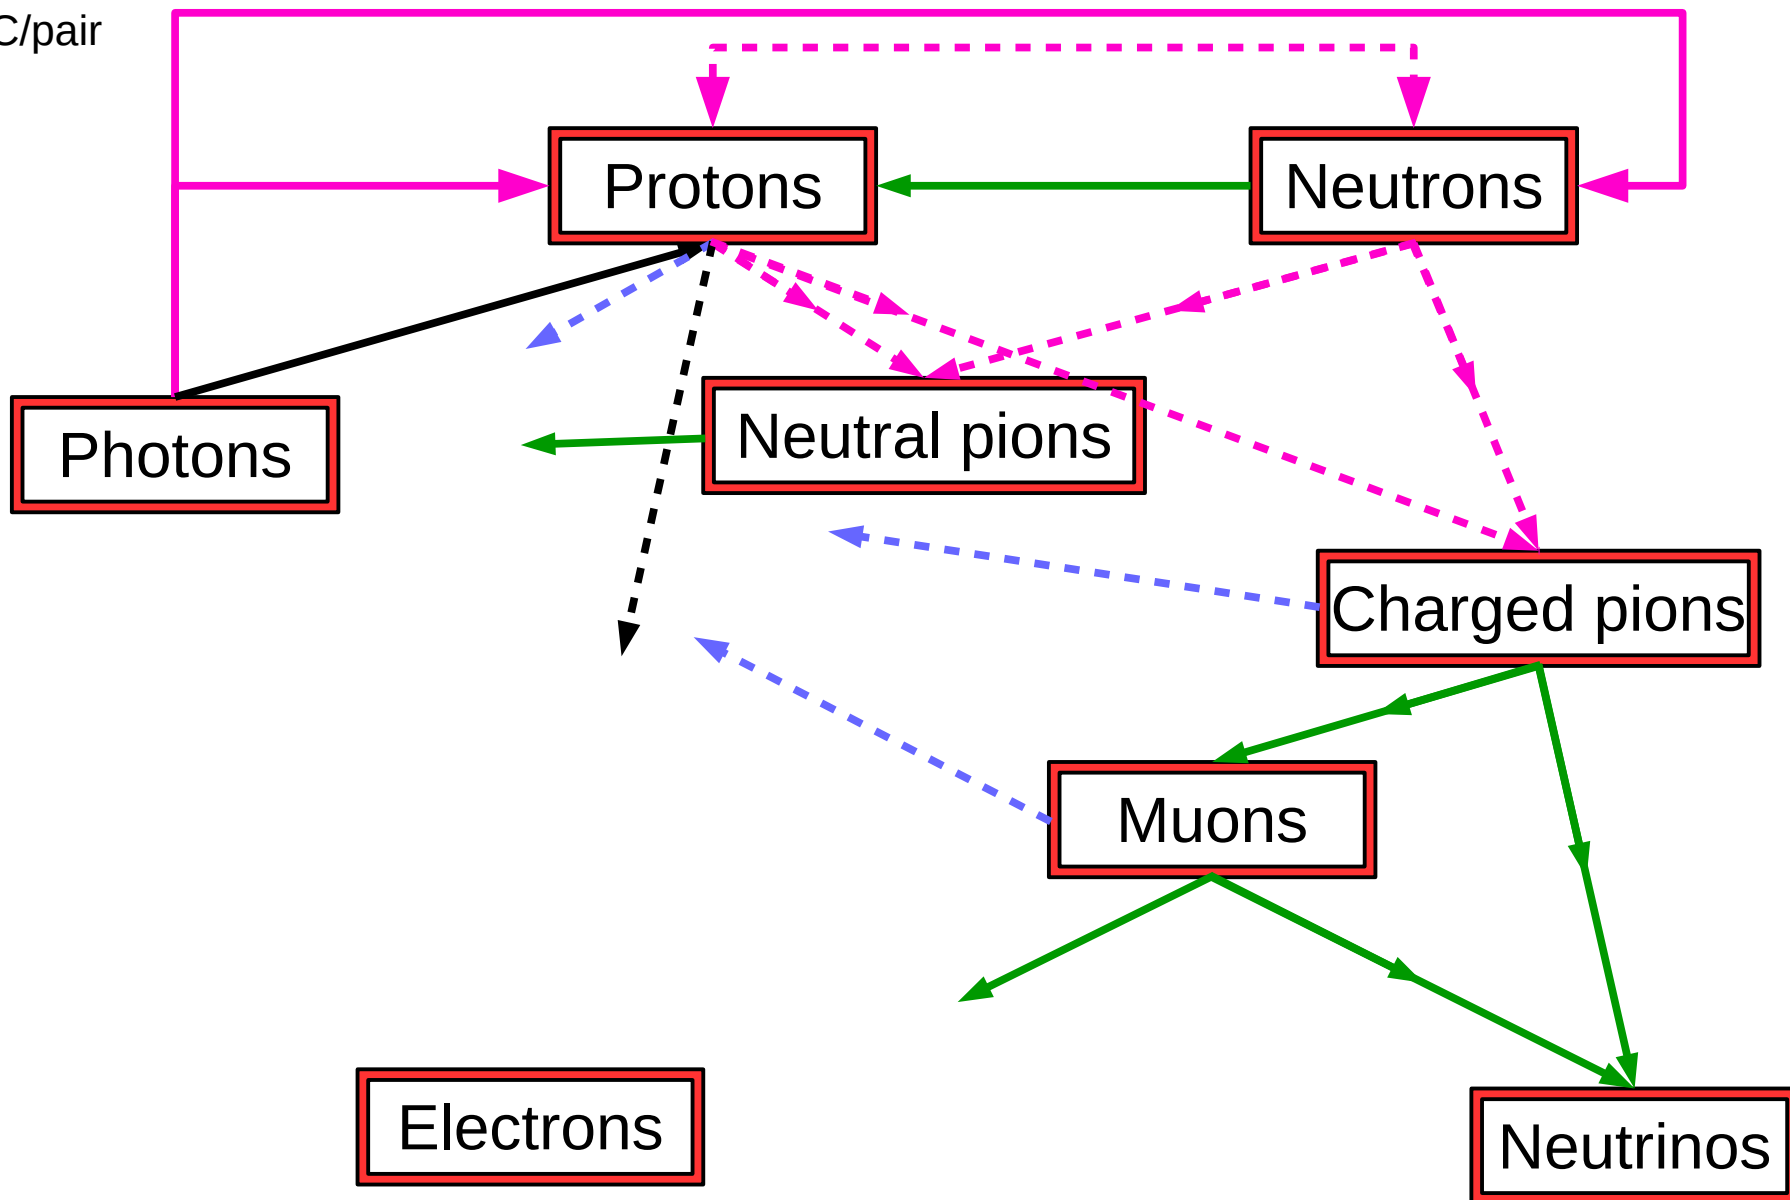 C/pair
Protons
Neutrons
Photons
Neutral pions
Charged pions
Muons
Electrons
Neutrinos